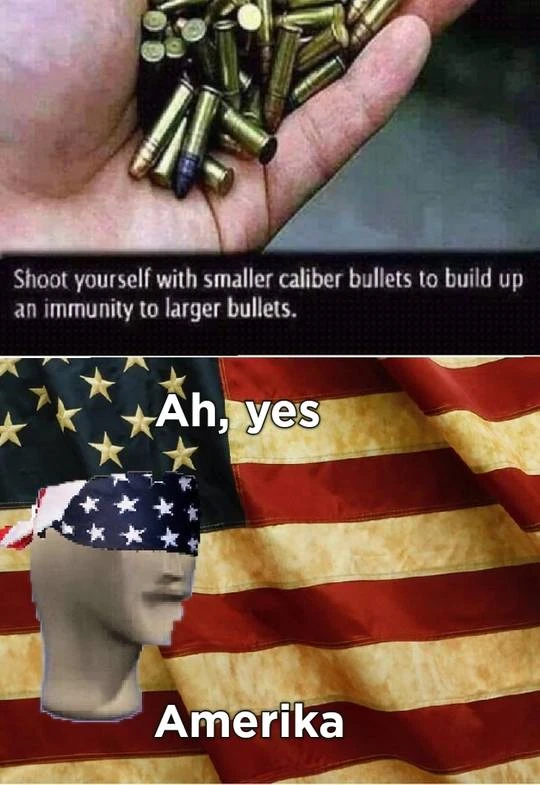 Shoot yourself with smaller caliber bullets to build up
an immunity to larger bullets.
Ah, yes
Amerika